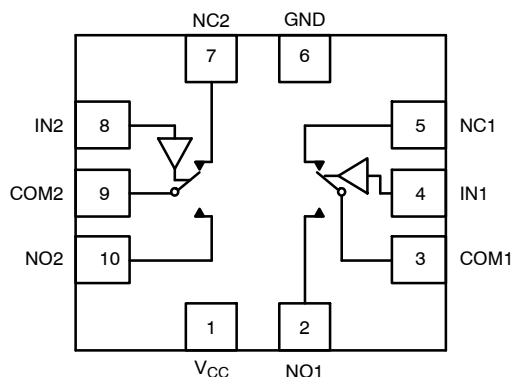 NC2 GND
7 6
IN2 8 5 NC1
COM2 9 4 IN1
NO2 10 3 COM1
1 2
VCC NO1